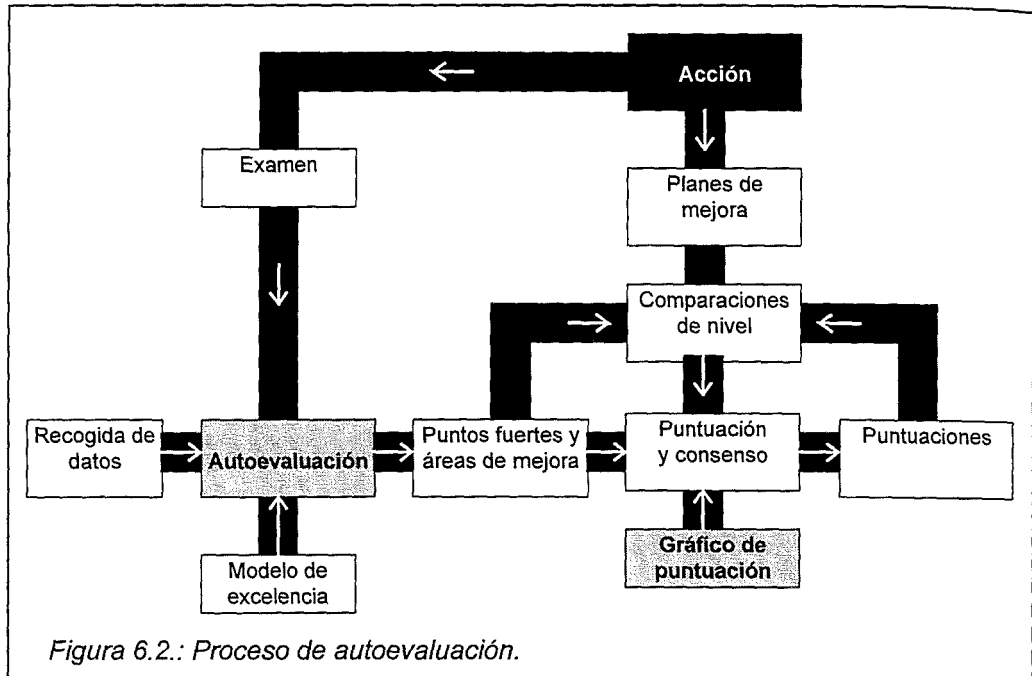 Acción
Examen
Planes de
mejora
Comparaciones
de nivel
Recogida de
datos
Autoevaluación
Puntos fuertes y
áreas de mejora
Puntuación
y consenso
Puntuaciones
Modelo de
excelencia
Gráfico de
puntuación
Figura 6.2.: Proceso de autoevaluación.